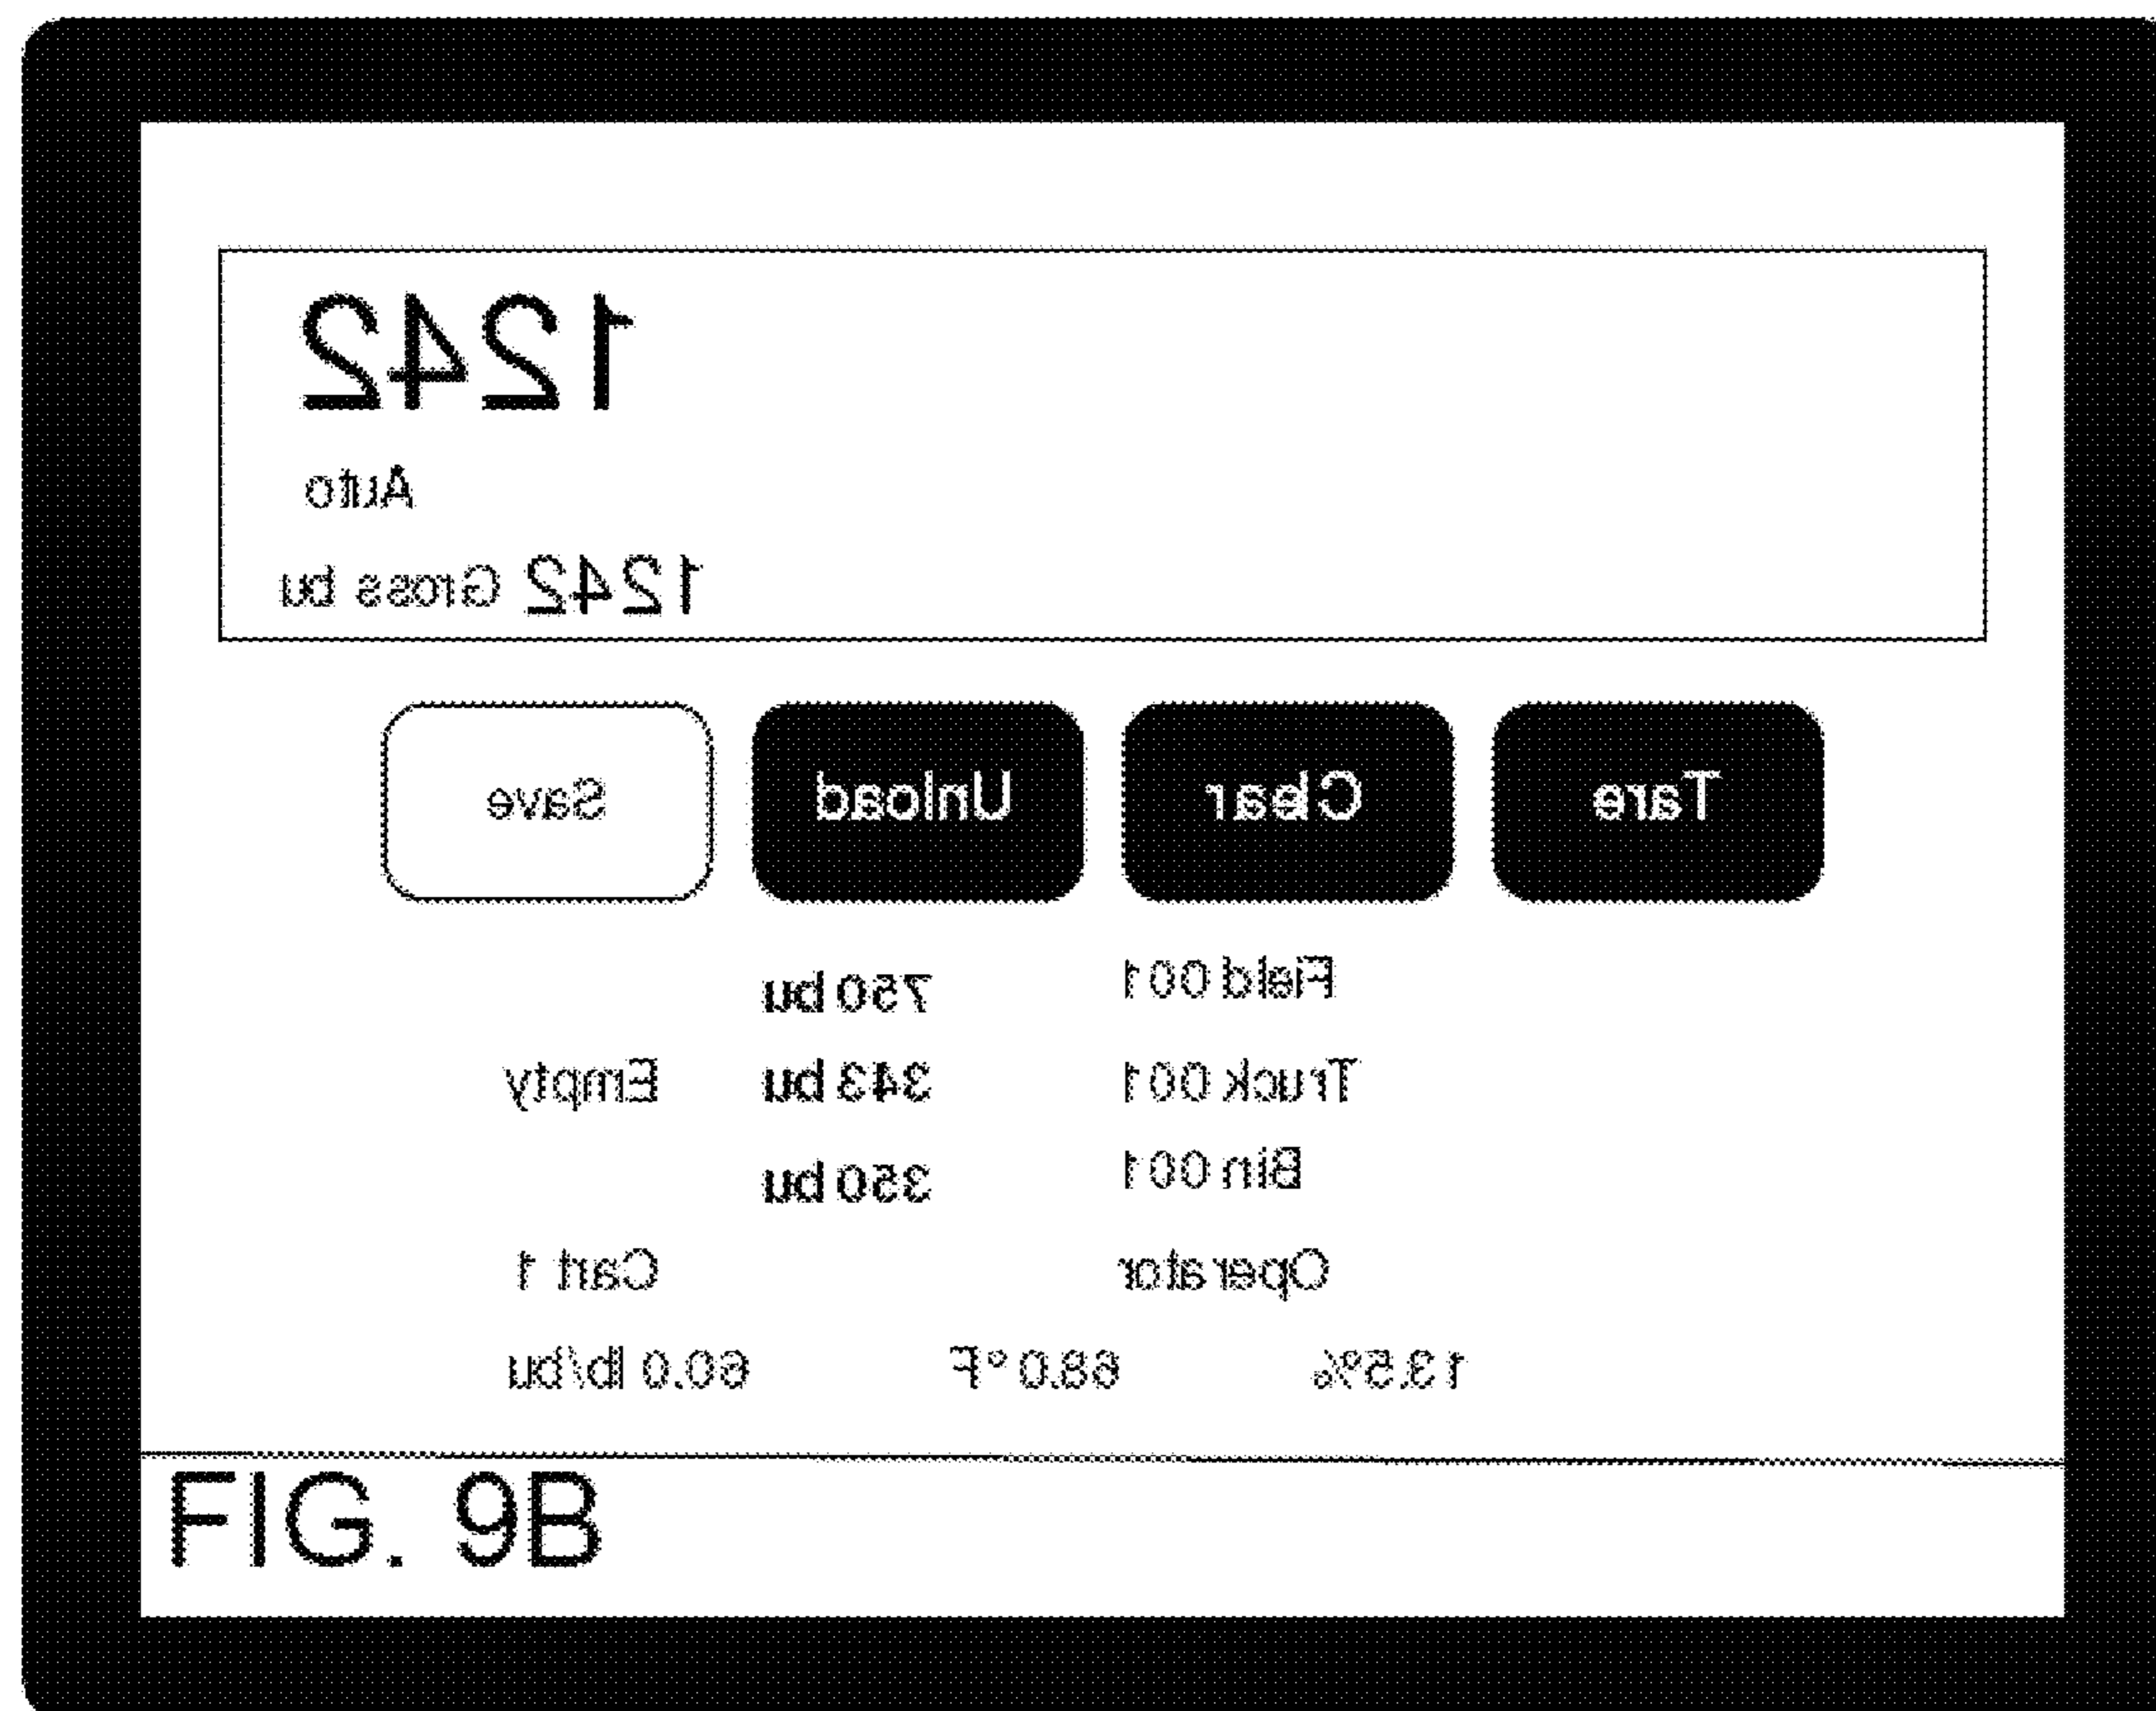 1242
Auto
1242 Gross bu
Tare Clear Unload Save
Field 001 750 bu
Truck 001 343 bu Empty
Bin 001 350 bu
Operator Cart 1
13.5% 68.0 °F 60.0 lb/bu
FIG. 9B